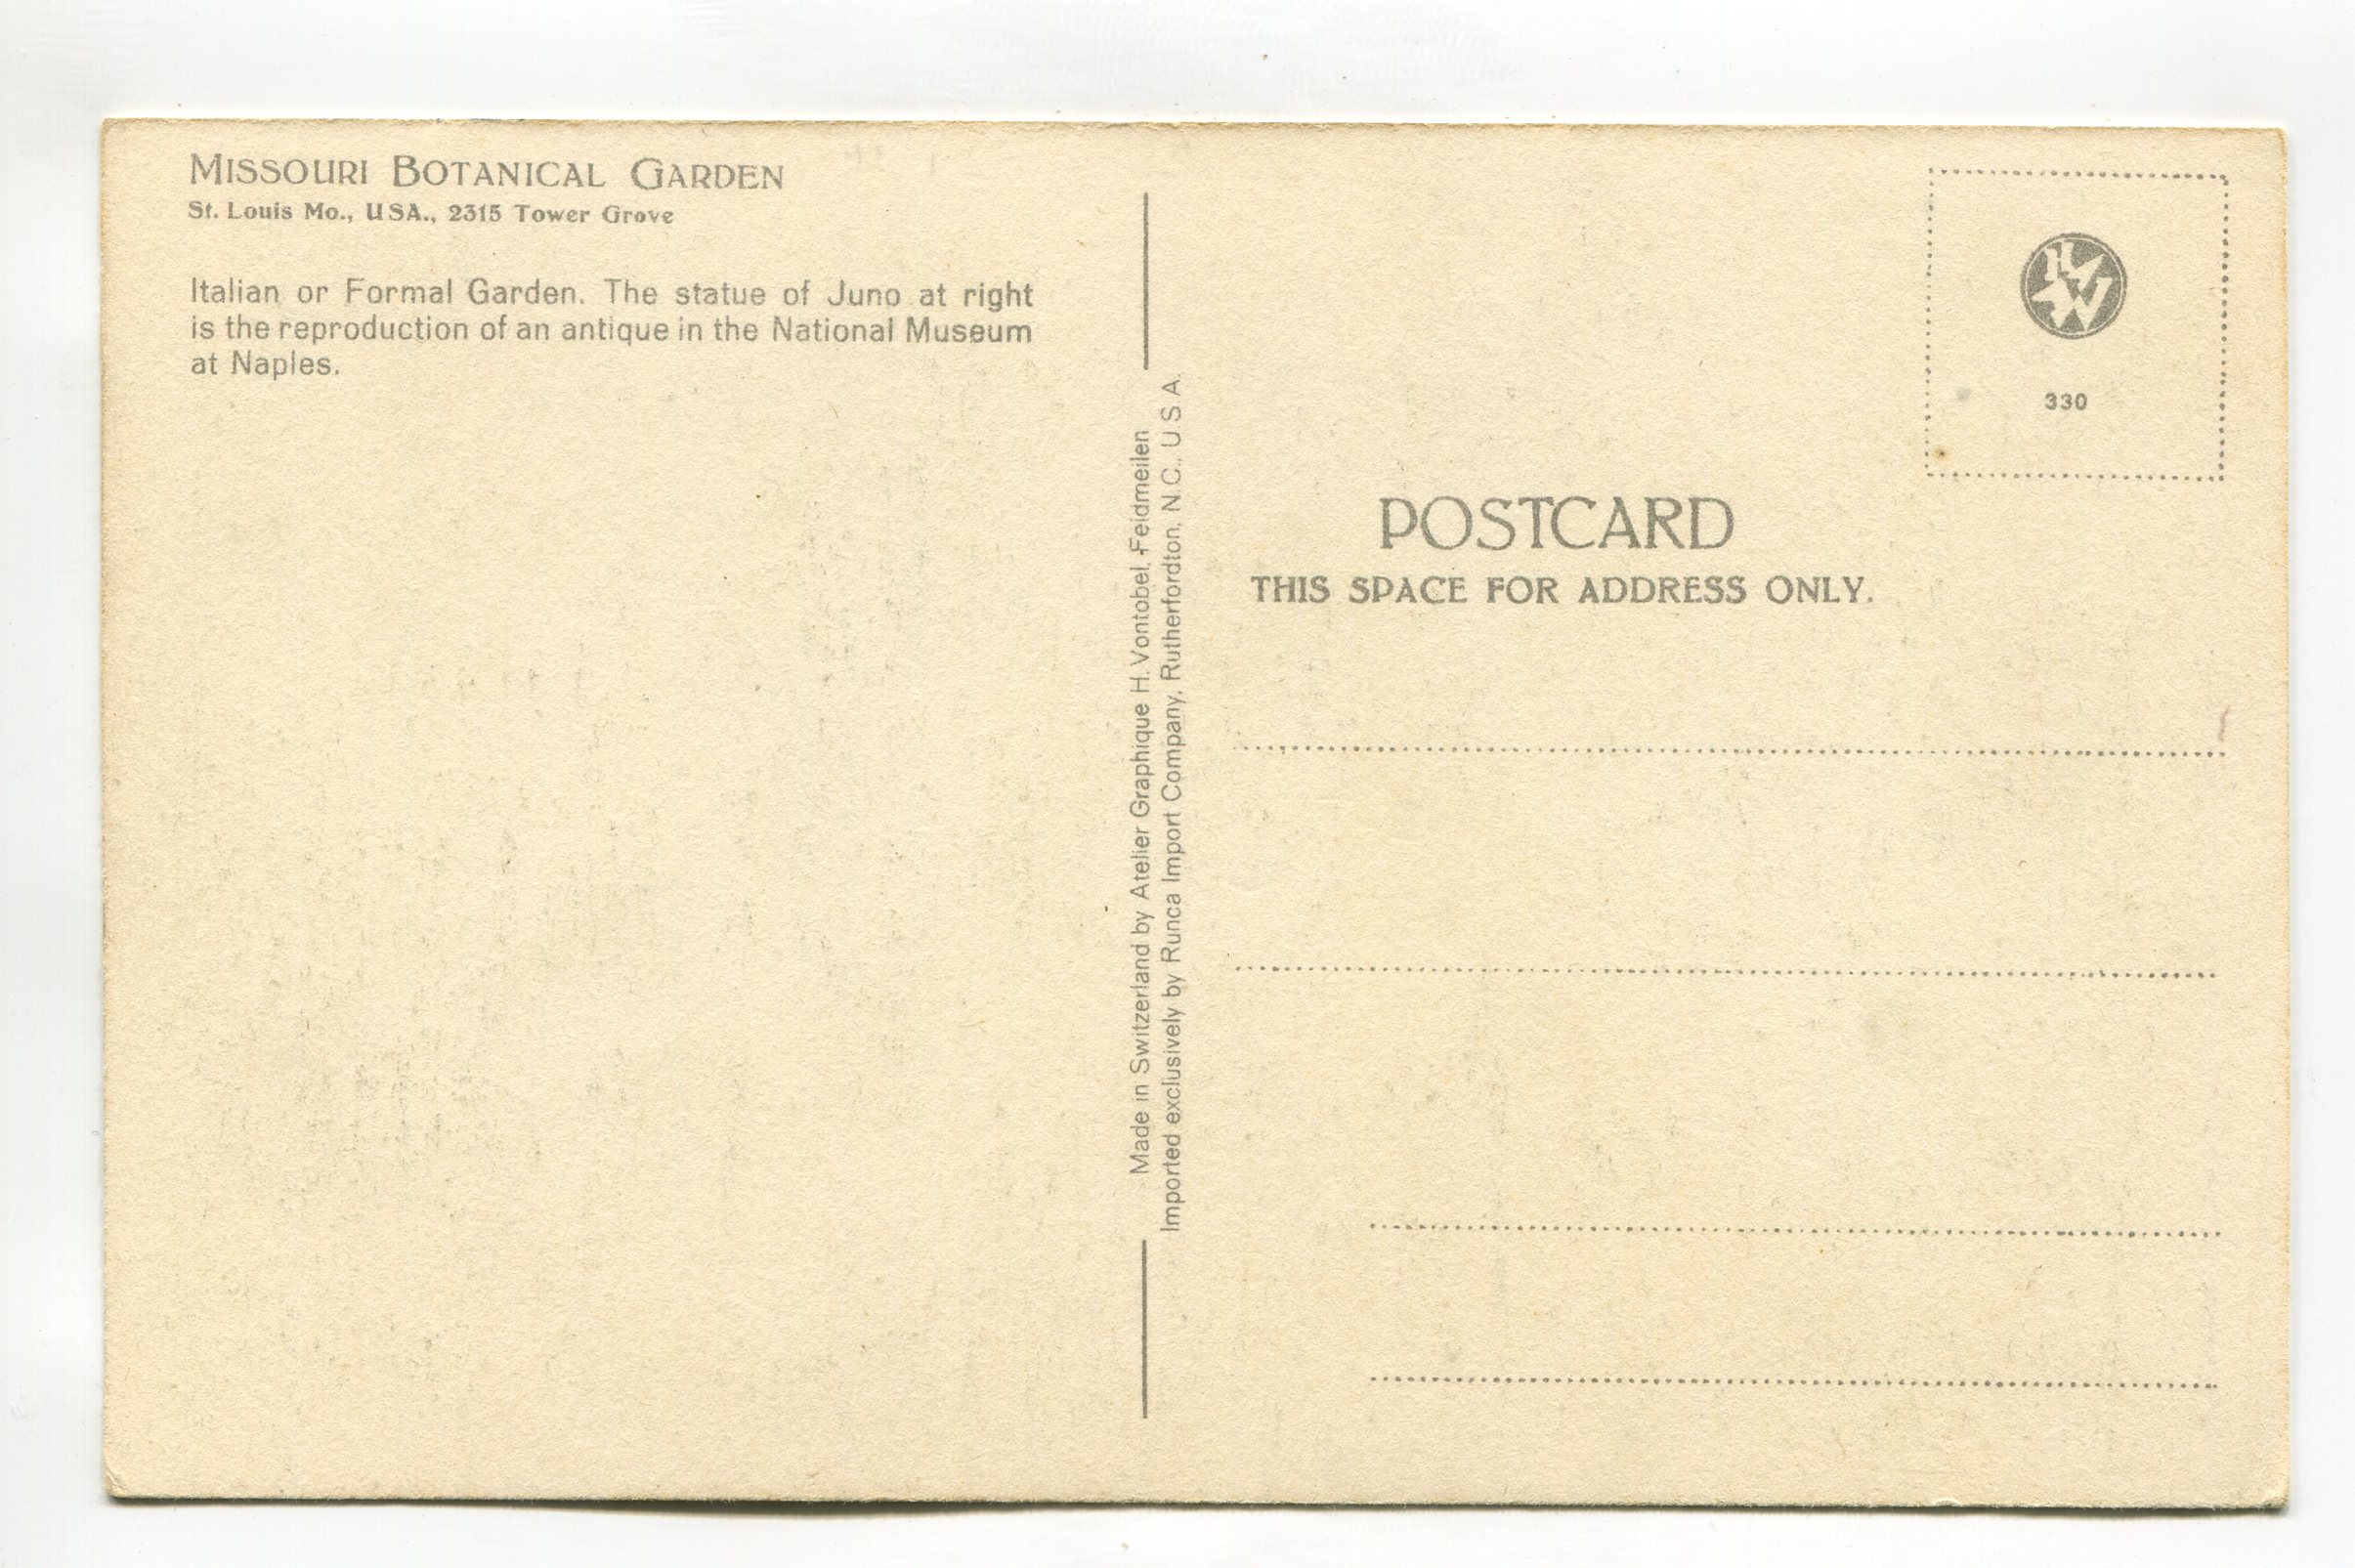 MISSOURI BOTANICAL GARDEN
St. Louis Mo., USA., 2315 Tower Grove
Italian or Formal Garden. The statue of Juno at right
is the reproduction of an antique in the National Museum
at Naples.
Made in Switzerland by Atelier Graphique H. Vontobel, Feldmeilen
Imported exclusively by Runca Import Company, Rutherfordton, N.C., U.S.A.
330
POSTCARD
THIS SPACE FOR ADDRESS ONLY.